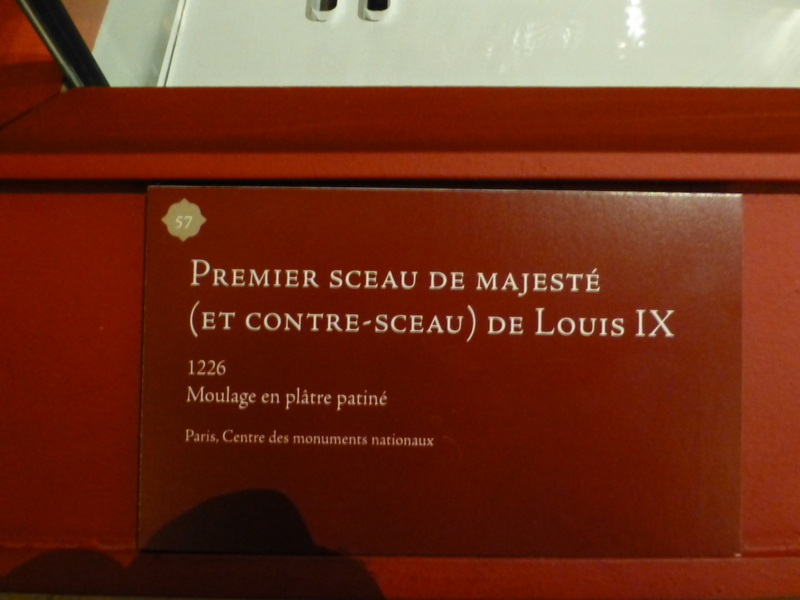 57
Premier sceau de majesté
(et contre-sceau) de Louis IX
1226
Moulage en plâtre patiné
Paris, Centre des monuments nationaux